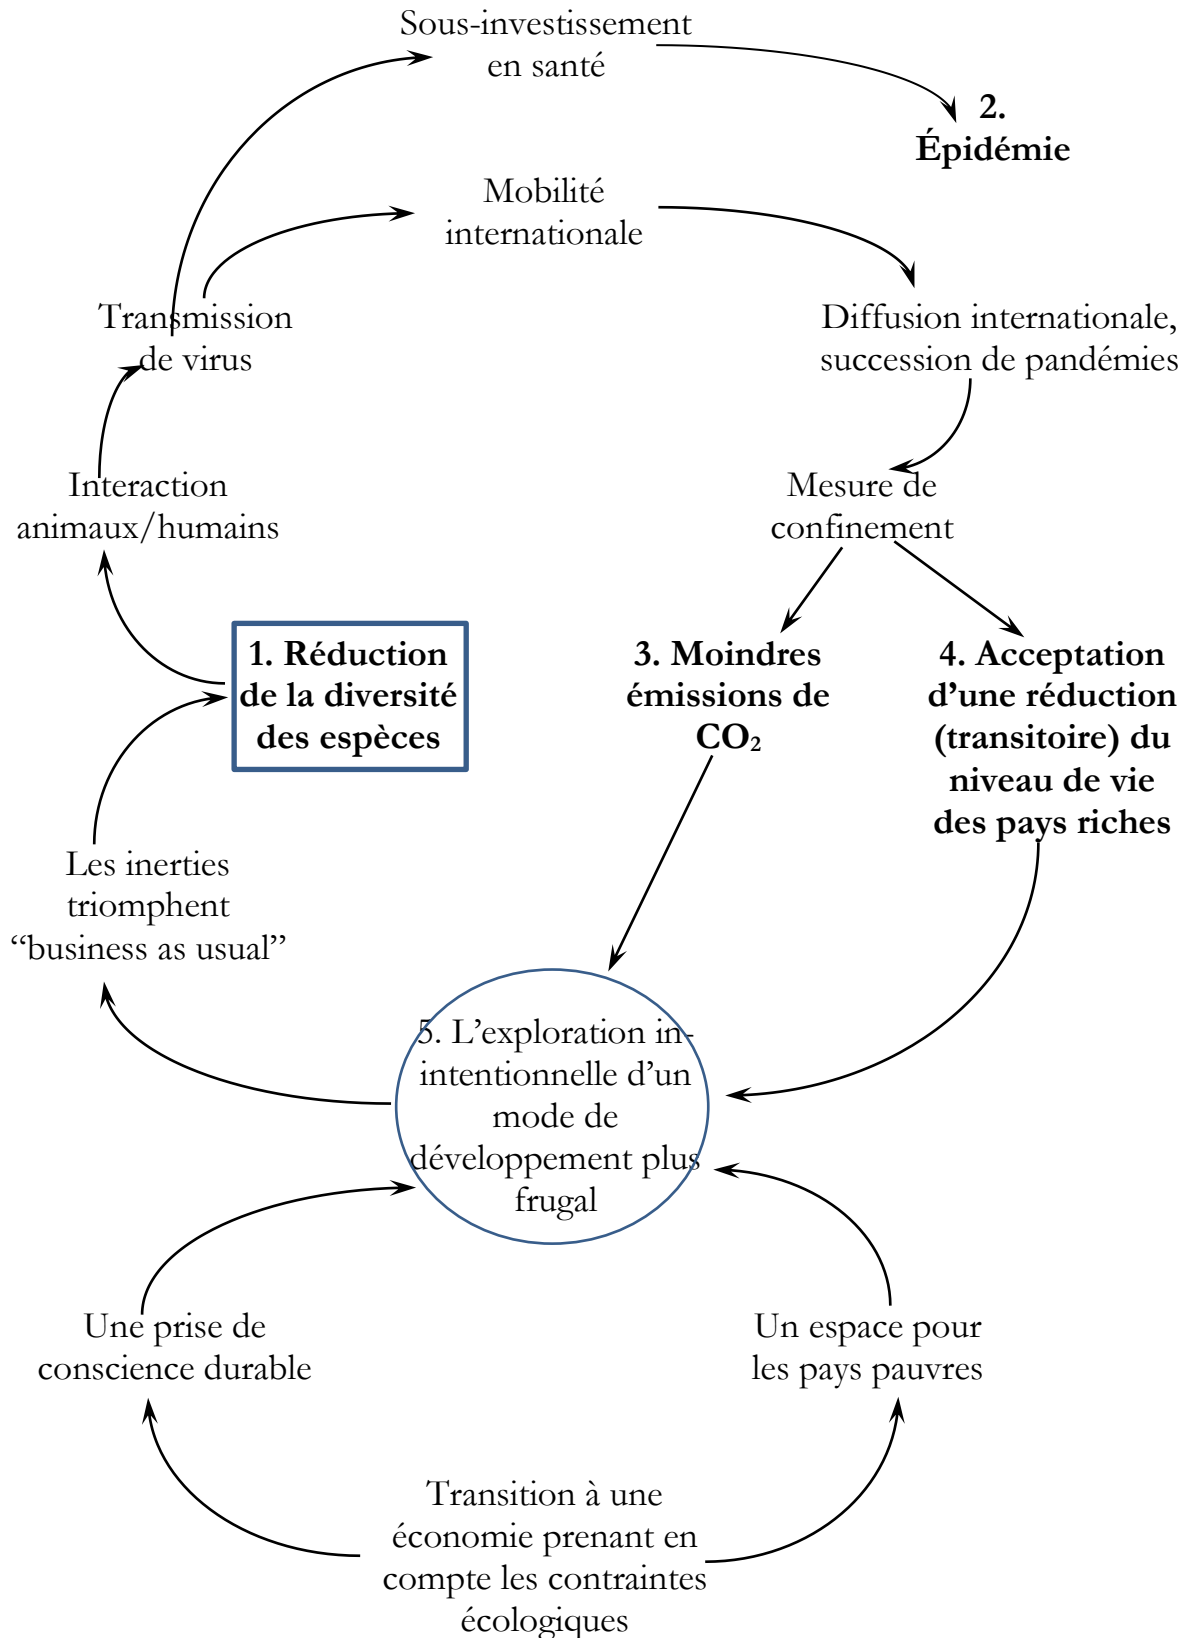 Sous-investissement
en santé
2.
Épidémie
Mobilité
internationale
Transmission
de virus
Diffusion internationale,
succession de pandémies
Interaction
animaux/humains
Mesure de
confinement
1. Réduction
de la diversité
des espèces
3. Moindres
émissions de
CO₂
4. Acceptation
d’une réduction
(transitoire) du
niveau de vie
des pays riches
Les inerties
triomphent
“business as usual”
5. L’exploration in-
intentionnelle d’un
mode de
développement plus
frugal
Une prise de
conscience durable
Un espace pour
les pays pauvres
Transition à une
économie prenant en
compte les contraintes
écologiques